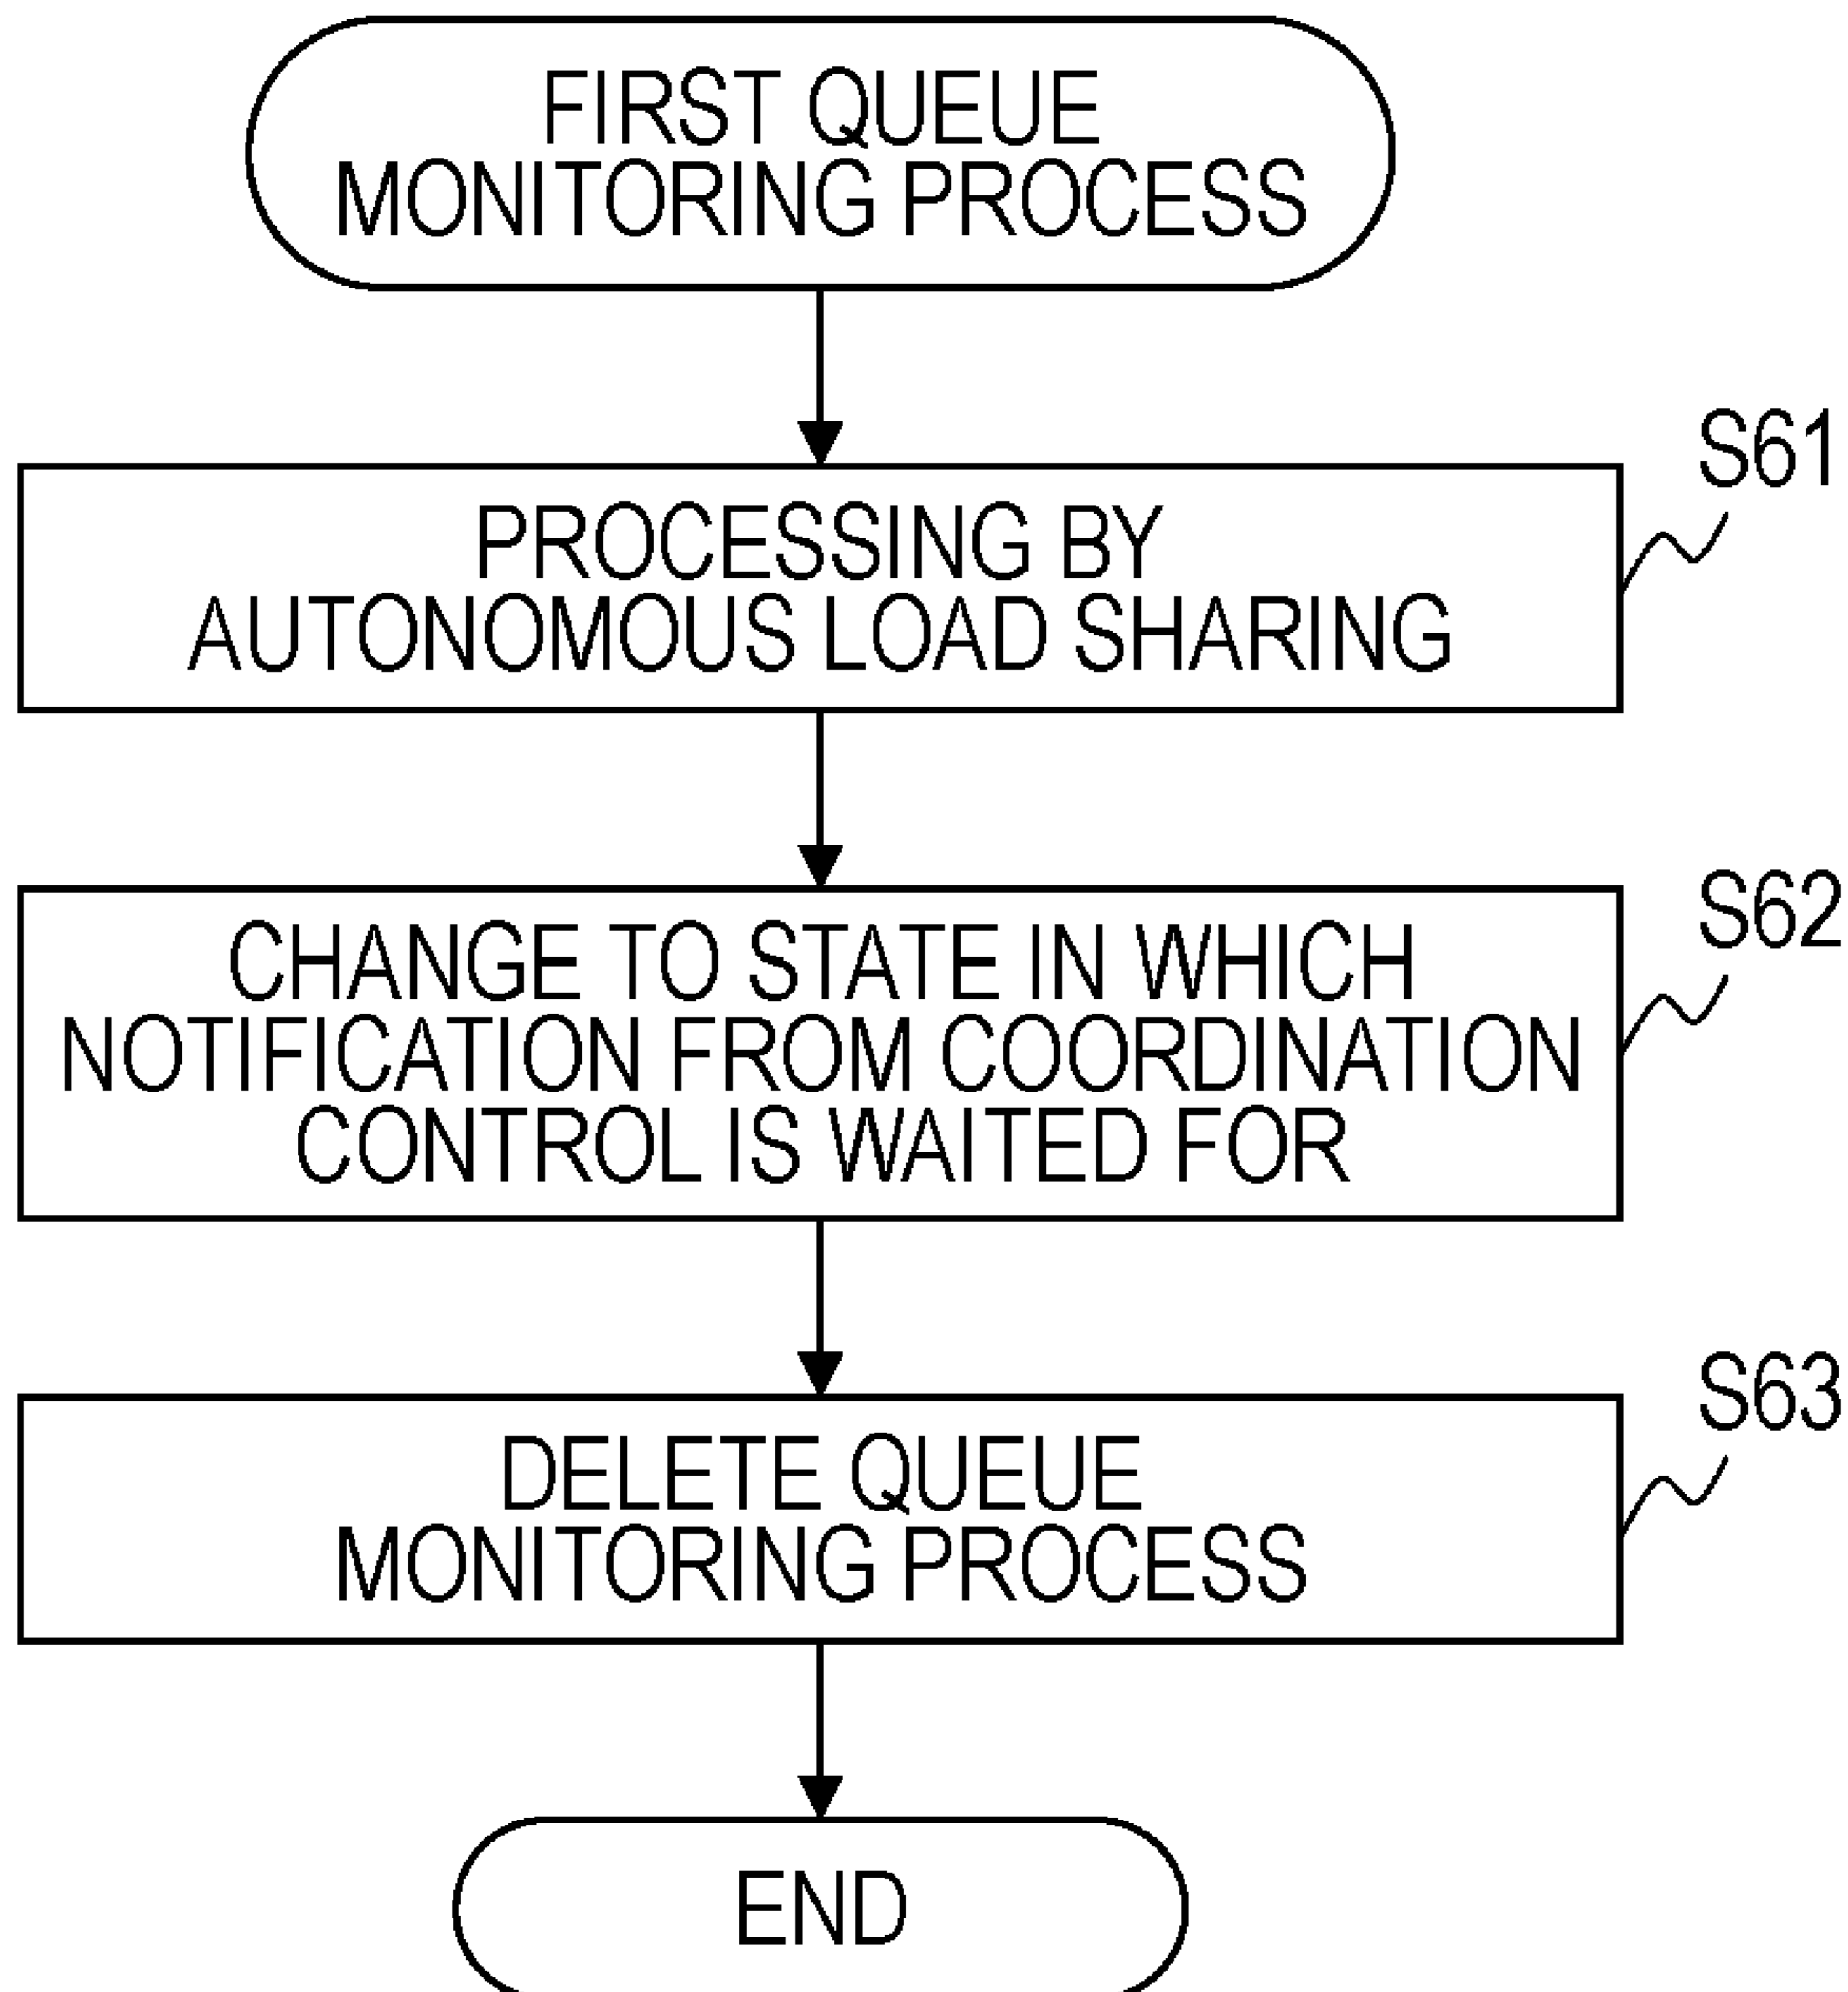 FIRST QUEUE
MONITORING PROCESS
S61
PROCESSING BY
AUTONOMOUS LOAD SHARING
S62
CHANGE TO STATE IN WHICH
NOTIFICATION FROM COORDINATION
CONTROL IS WAITED FOR
S63
DELETE QUEUE
MONITORING PROCESS
END